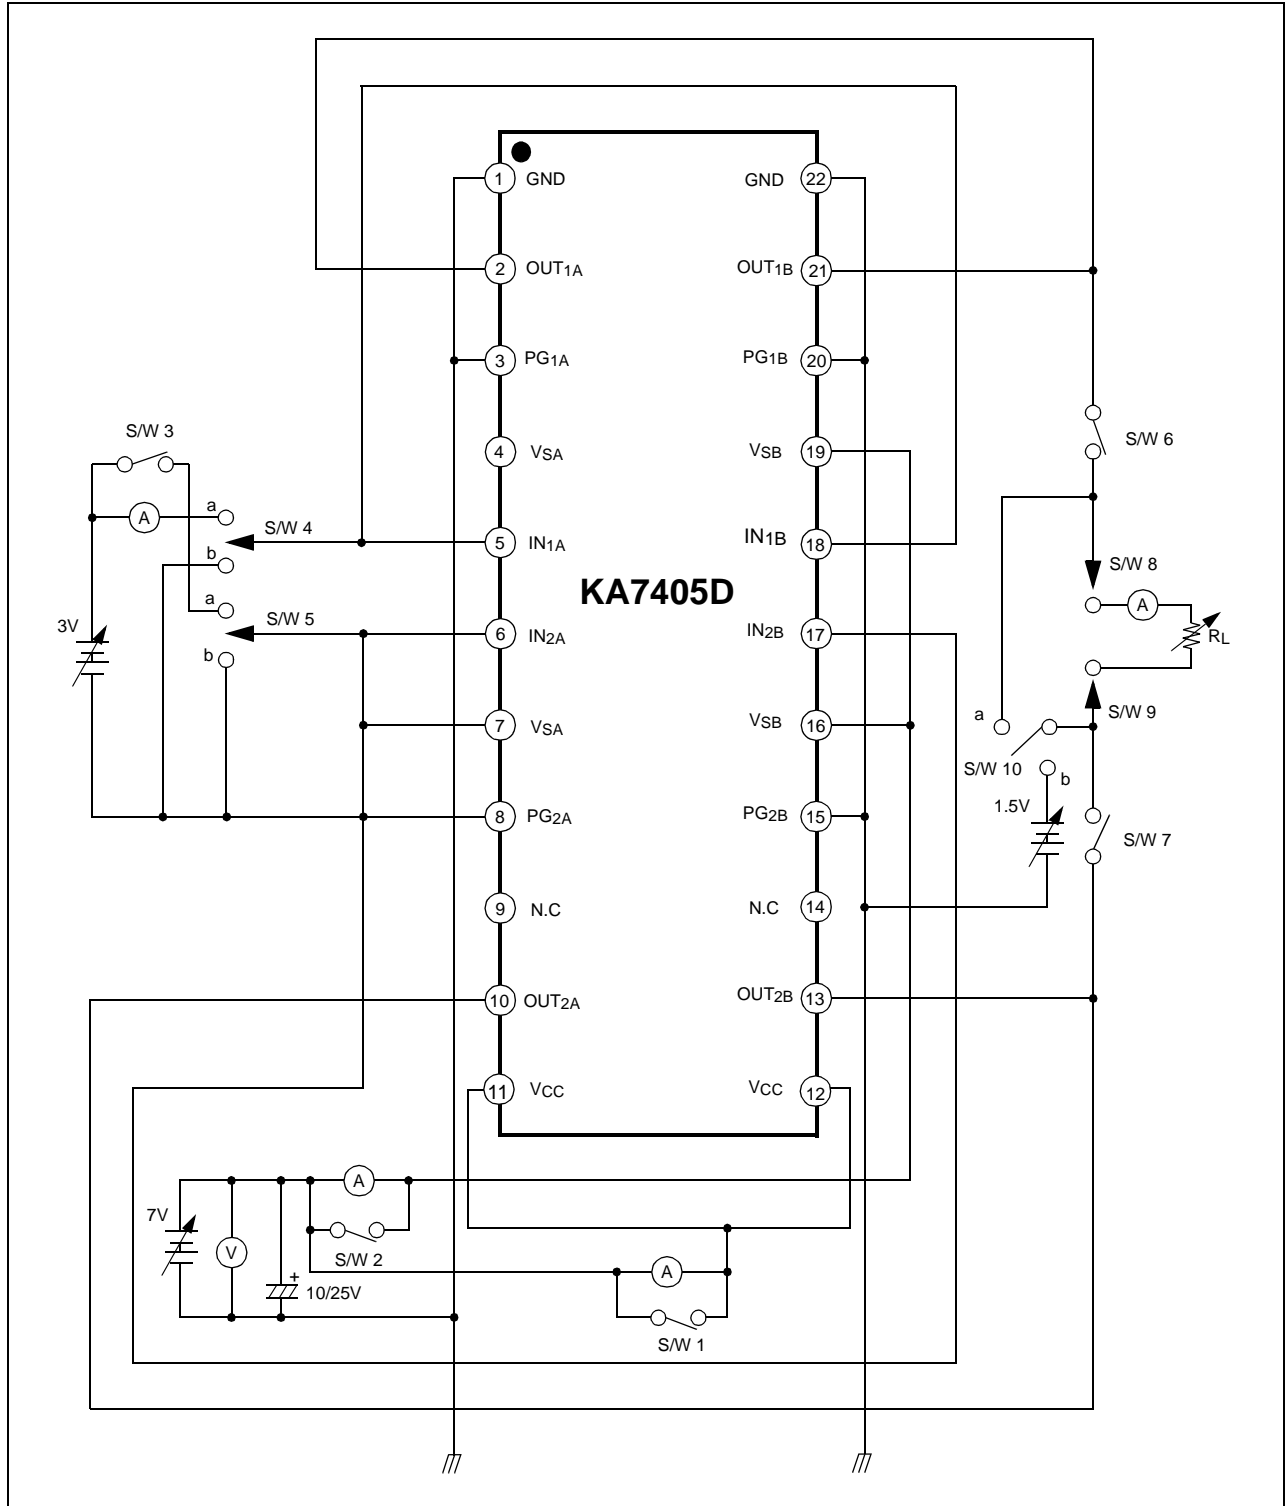 1 GND
GND 22
2 OUT1A
OUT1B 21
3 PG1A
PG1B 20
S/W 3
S/W 6
4 VSA
VSB 19
a
A
S/W 4
5 IN1A
IN1B 18
b
S/W 8
KA7405D
a
A
S/W 5
3V
6 IN2A
IN2B 17
RL
b
S/W 9
a
7 VSA
VSB 16
S/W 10
b
1.5V
8 PG2A
PG2B 15
S/W 7
9 N.C
N.C 14
10 OUT2A
OUT2B 13
11 VCC
VCC 12
A
7V
V
S/W 2
A
+
10/25V
S/W 1